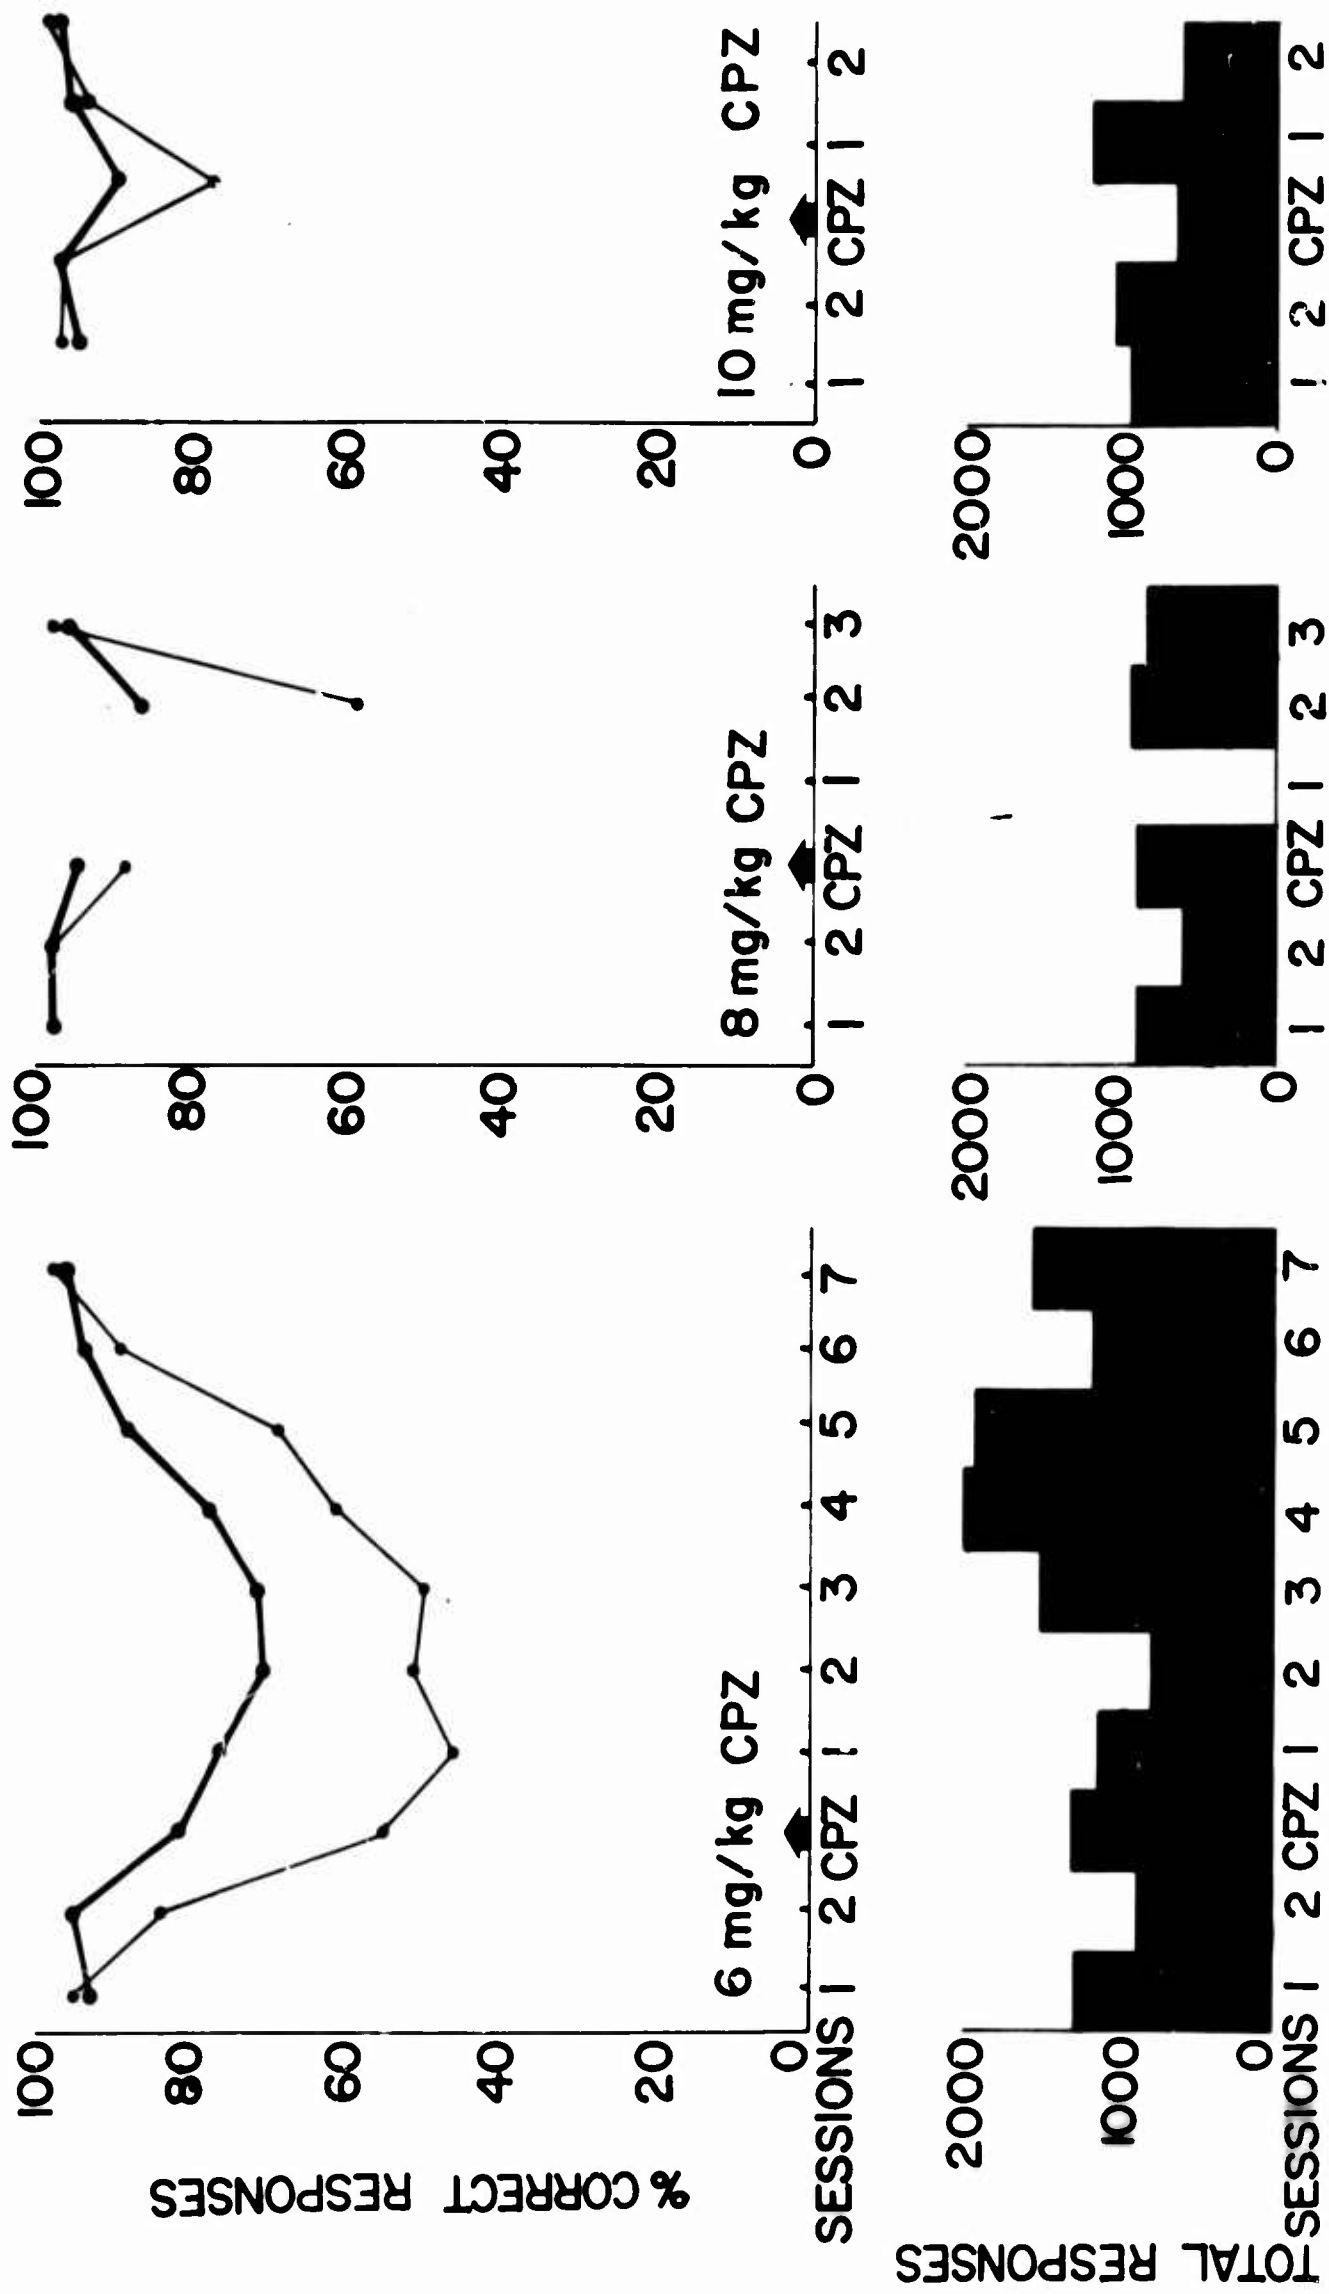 % CORRECT RESPONSES
100
80
60
40
20
0
6 mg/kg CPZ
SESSIONS 1 2 CPZ 1 2 3 4 5 6 7
100
80
60
40
20
0
8 mg/kg CPZ
1 2 CPZ 1 2 3
100
80
60
40
20
0
10 mg/kg CPZ
1 2 CPZ 1 2
TOTAL RESPONSES
2000
1000
0
SESSIONS 1 2 CPZ 1 2 3 4 5 6 7
2000
1000
0
1 2 CPZ 1 2 3
2000
1000
0
1 2 CPZ 1 2